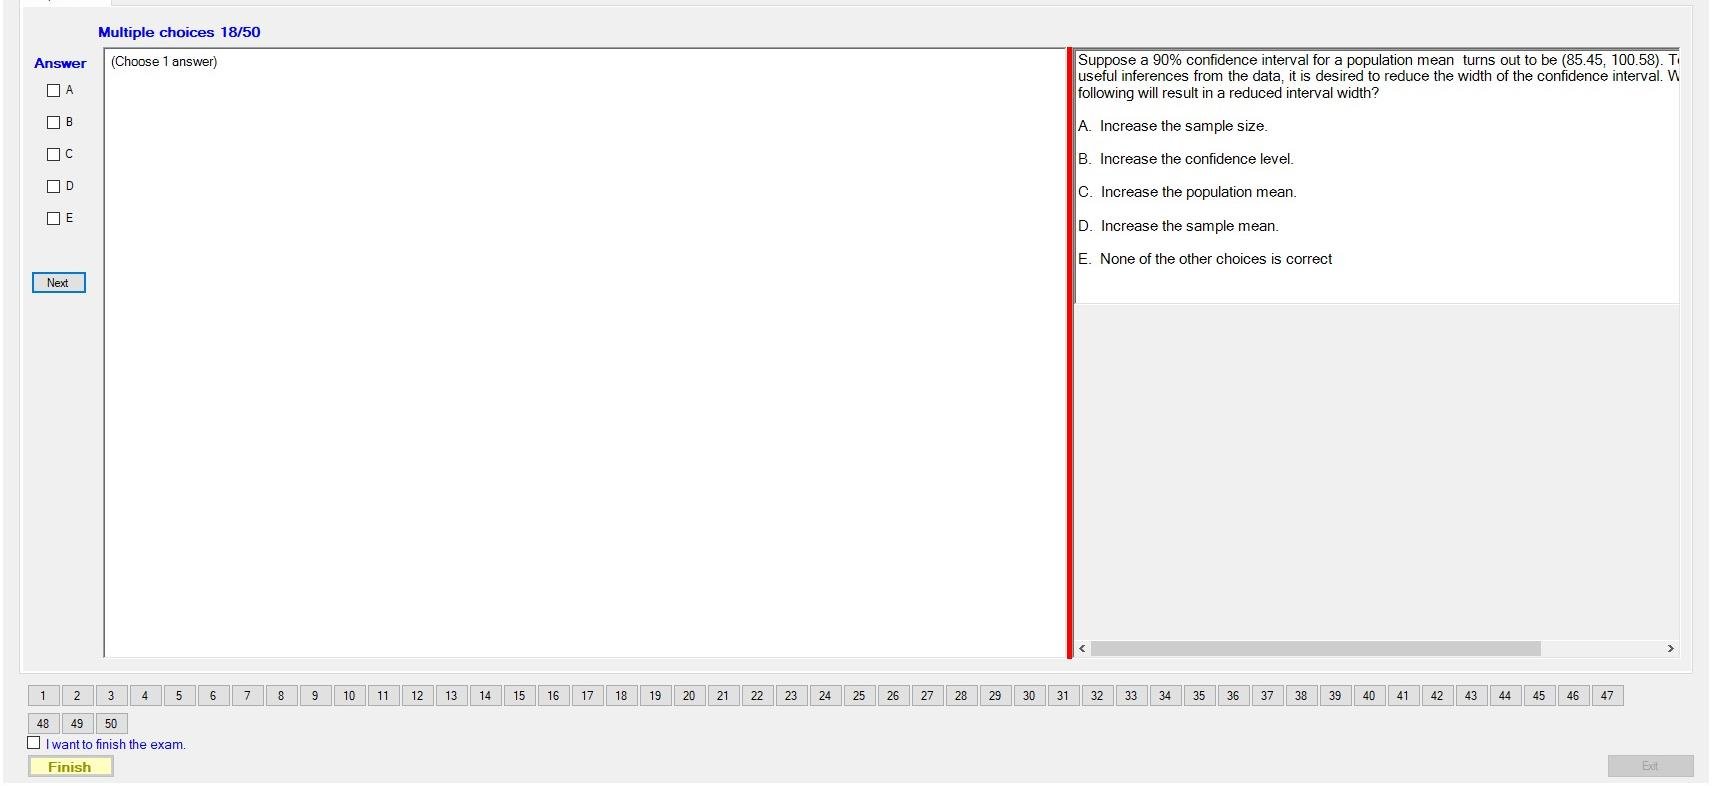 Multiple choices 18/50
Answer
(Choose 1 answer)
A
B
C
D
E
Next
Suppose a 90% confidence interval for a population mean turns out to be (85.45, 100.58).
useful inferences from the data, it is desired to reduce the width of the confidence interval.
following will result in a reduced interval width?
A. Increase the sample size.
B. Increase the confidence level.
C. Increase the population mean.
D. Increase the sample mean.
E. None of the other choices is correct
1 2 3 4 5 6 7 8 9 10 11 12 13 14 15 16 17 18 19 20 21 22 23 24 25 26 27 28 29 30 31 32 33 34 35 36 37 38 39 40 41 42 43 44 45 46 47
48 49 50
I want to finish the exam.
Finish
Exit